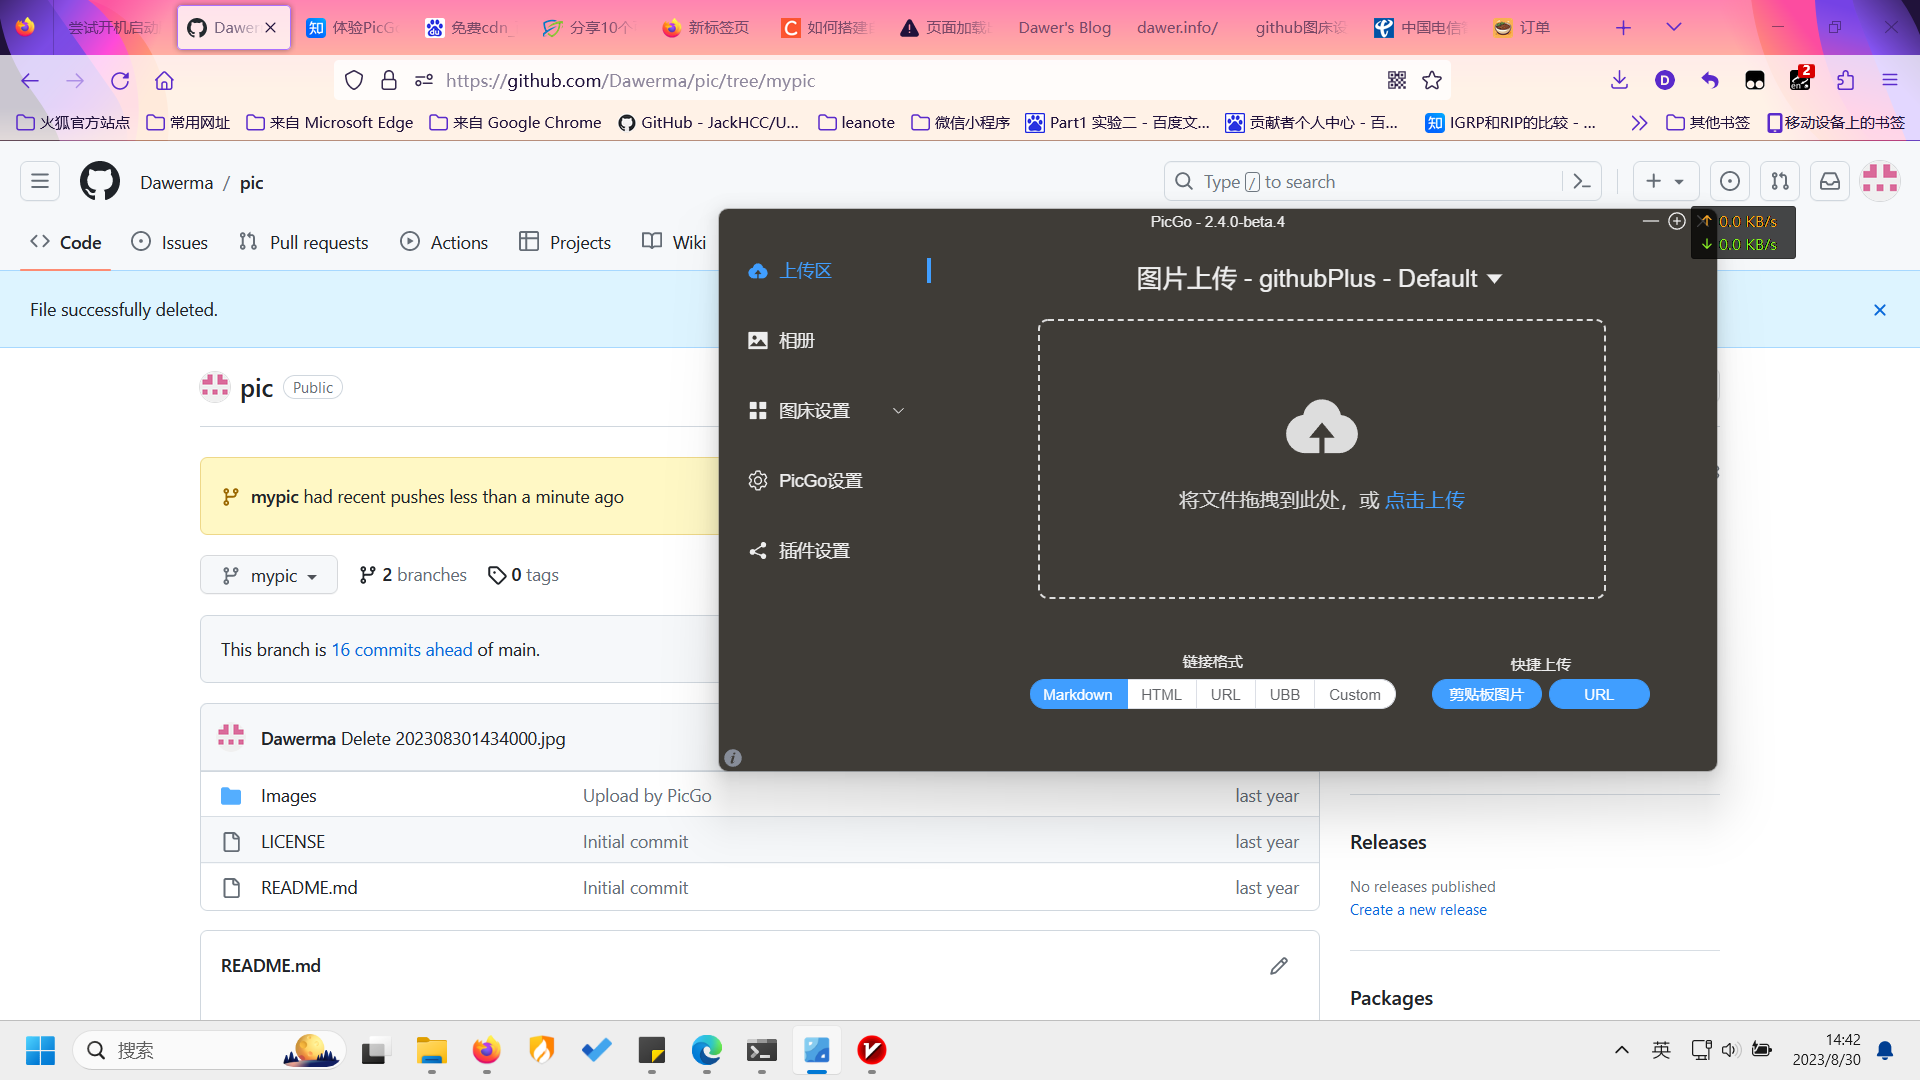 尝试开机启动
Dawer
体验PicGo
免费cdn_
分享10个
新标签页
如何搭建
页面加载
Dawer's Blog
dawer.info/
github图床设
中国电信
订单
https://github.com/Dawerma/pic/tree/mypic
D
2
火狐官方站点
常用网址
来自 Microsoft Edge
来自 Google Chrome
GitHub - JackHCC/U...
leanote
微信小程序
Part1 实验二 - 百度文...
贡献者个人中心 - 百...
IGRP和RIP的比较 - ...
其他书签
移动设备上的书签
Dawerma / pic
Type / to search
Code
Issues
Pull requests
Actions
Projects
Wiki
File successfully deleted.
pic Public
mypic had recent pushes less than a minute ago
mypic
2 branches
0 tags
This branch is 16 commits ahead of main.
Dawerma Delete 202308301434000.jpg
Images Upload by PicGo last year
LICENSE Initial commit last year
README.md Initial commit last year
README.md
Releases
No releases published
Create a new release
Packages
PicGo - 2.4.0-beta.4
0.0 KB/s
0.0 KB/s
上传区
相册
图床设置
PicGo设置
插件设置
图片上传 - githubPlus - Default
将文件拖拽到此处，或 点击上传
链接格式
Markdown HTML URL UBB Custom
快捷上传
剪贴板图片 URL
搜索
英
14:42
2023/8/30